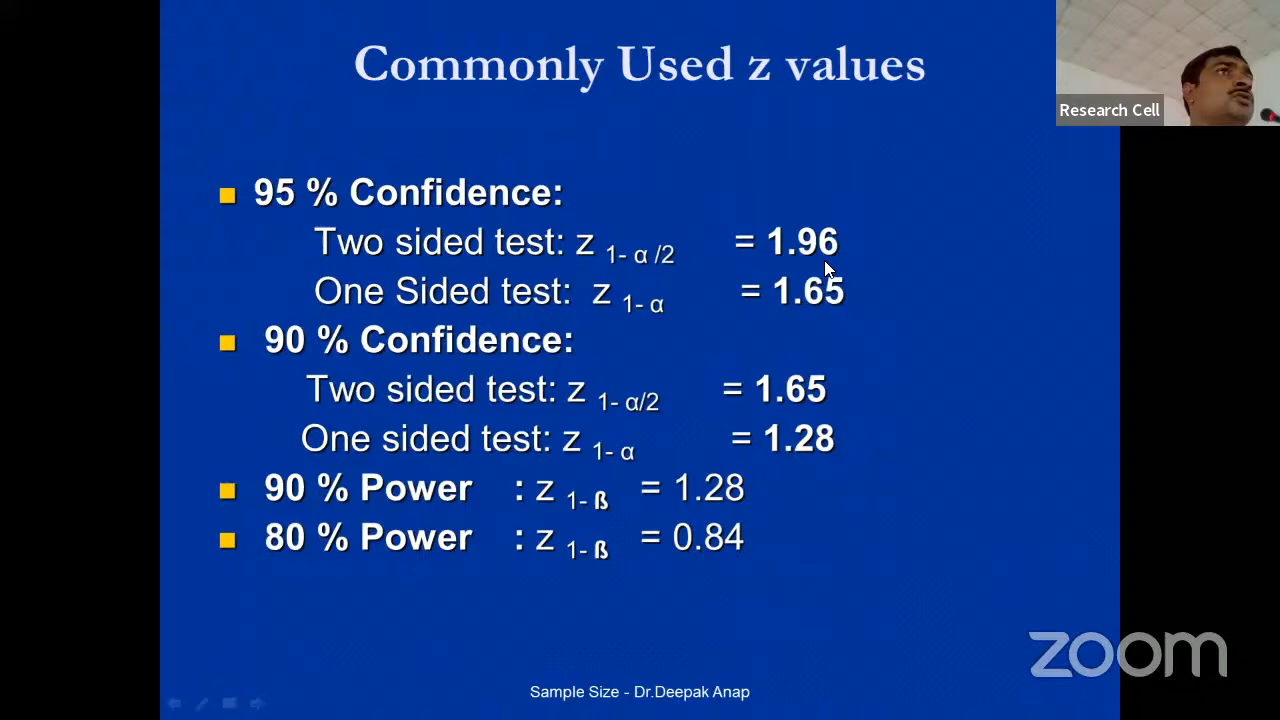 Commonly Used z values
Research Cell
95 % Confidence:
Two sided test: z 1- α /2 = 1.96
One Sided test: z 1- α = 1.65
90 % Confidence:
Two sided test: z 1- α/2 = 1.65
One sided test: z 1- α = 1.28
90 % Power : z 1- ß = 1.28
80 % Power : z 1- ß = 0.84
zoom
Sample Size - Dr.Deepak Anap